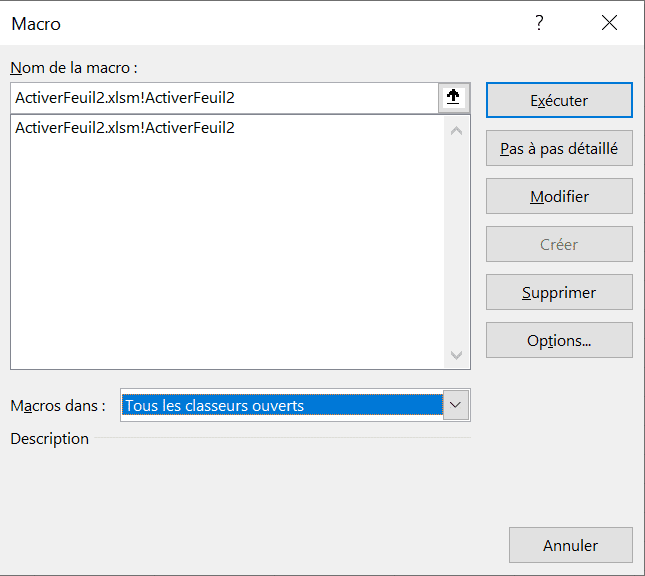 Macro
?
Nom de la macro :
ActiverFeuil2.xlsm!ActiverFeuil2
ActiverFeuil2.xlsm!ActiverFeuil2
Exécuter
Pas à pas détaillé
Modifier
Créer
Supprimer
Options...
Macros dans :
Tous les classeurs ouverts
Description
Annuler